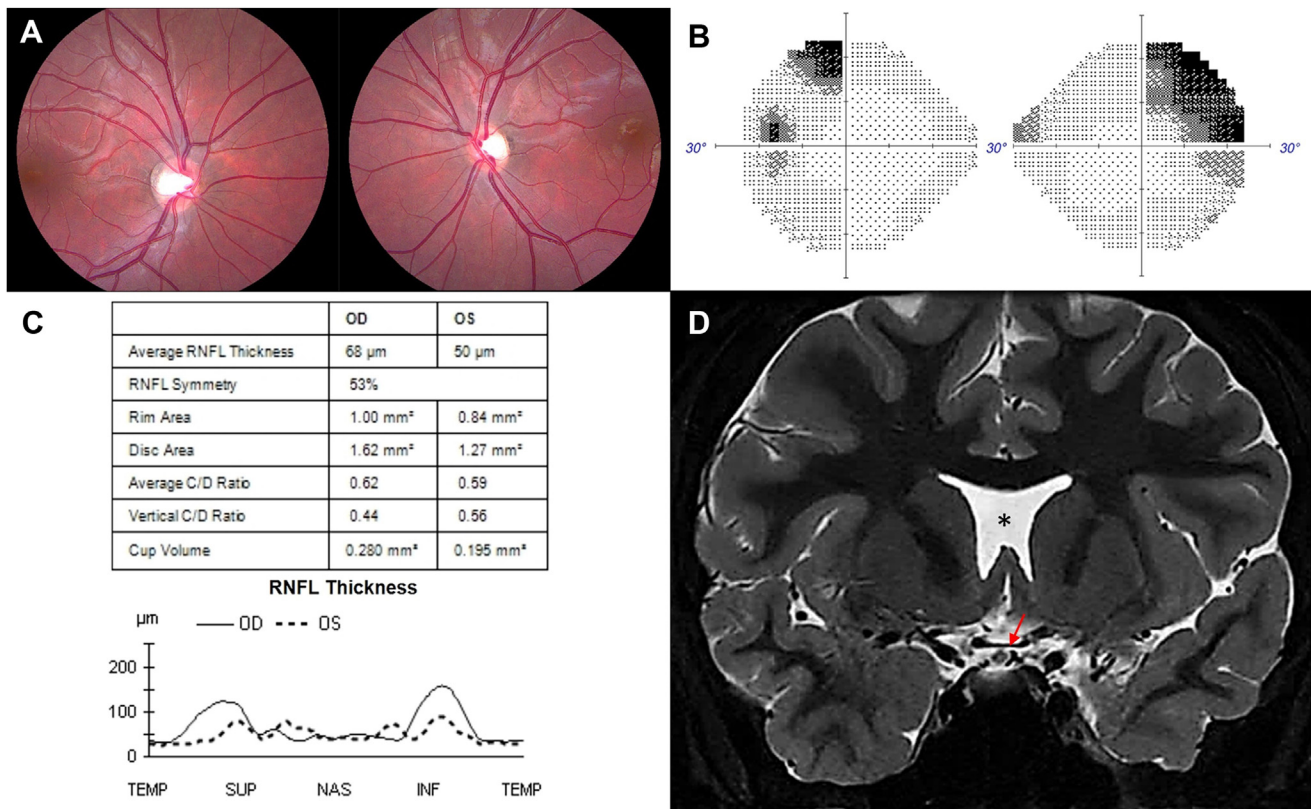 A
B
30°
30°
30°
C
OD OS
Average RNFL Thickness 68 µm 50 µm
RNFL Symmetry 53%
Rim Area 1.00 mm² 0.84 mm²
Disc Area 1.62 mm² 1.27 mm²
Average C/D Ratio 0.62 0.59
Vertical C/D Ratio 0.44 0.56
Cup Volume 0.280 mm³ 0.195 mm³
RNFL Thickness
µm OD OS
200
100
0
TEMP SUP NAS INF TEMP
D
*